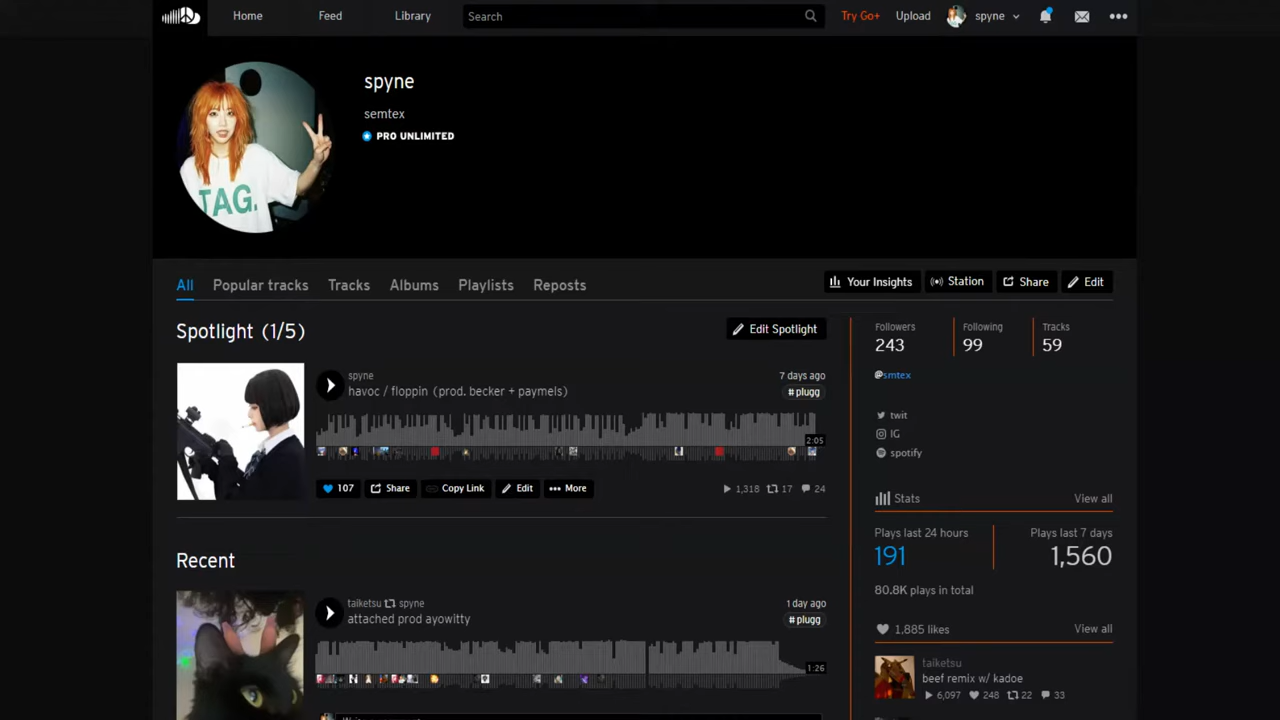 Home Feed Library Search Try Go+ Upload spyne
spyne
semtex
PRO UNLIMITED
TAG.
All Popular tracks Tracks Albums Playlists Reposts Your Insights Station Share Edit
Spotlight (1/5) Edit Spotlight
Followers Following Tracks
243 99 59
@smtex
twit
IG
spotify
spyne 7 days ago
havoc / floppin (prod. becker + paymels) # plugg
2:05
107 Share Copy Link Edit More 1,318 17 24
Stats View all
Plays last 24 hours Plays last 7 days
191 1,560
80.8K plays in total
Recent
taiketsu spyne 1 day ago
attached prod ayowitty # plugg
1:26
1,885 likes View all
taiketsu
beef remix w/ kadoe
6,097 248 22 33